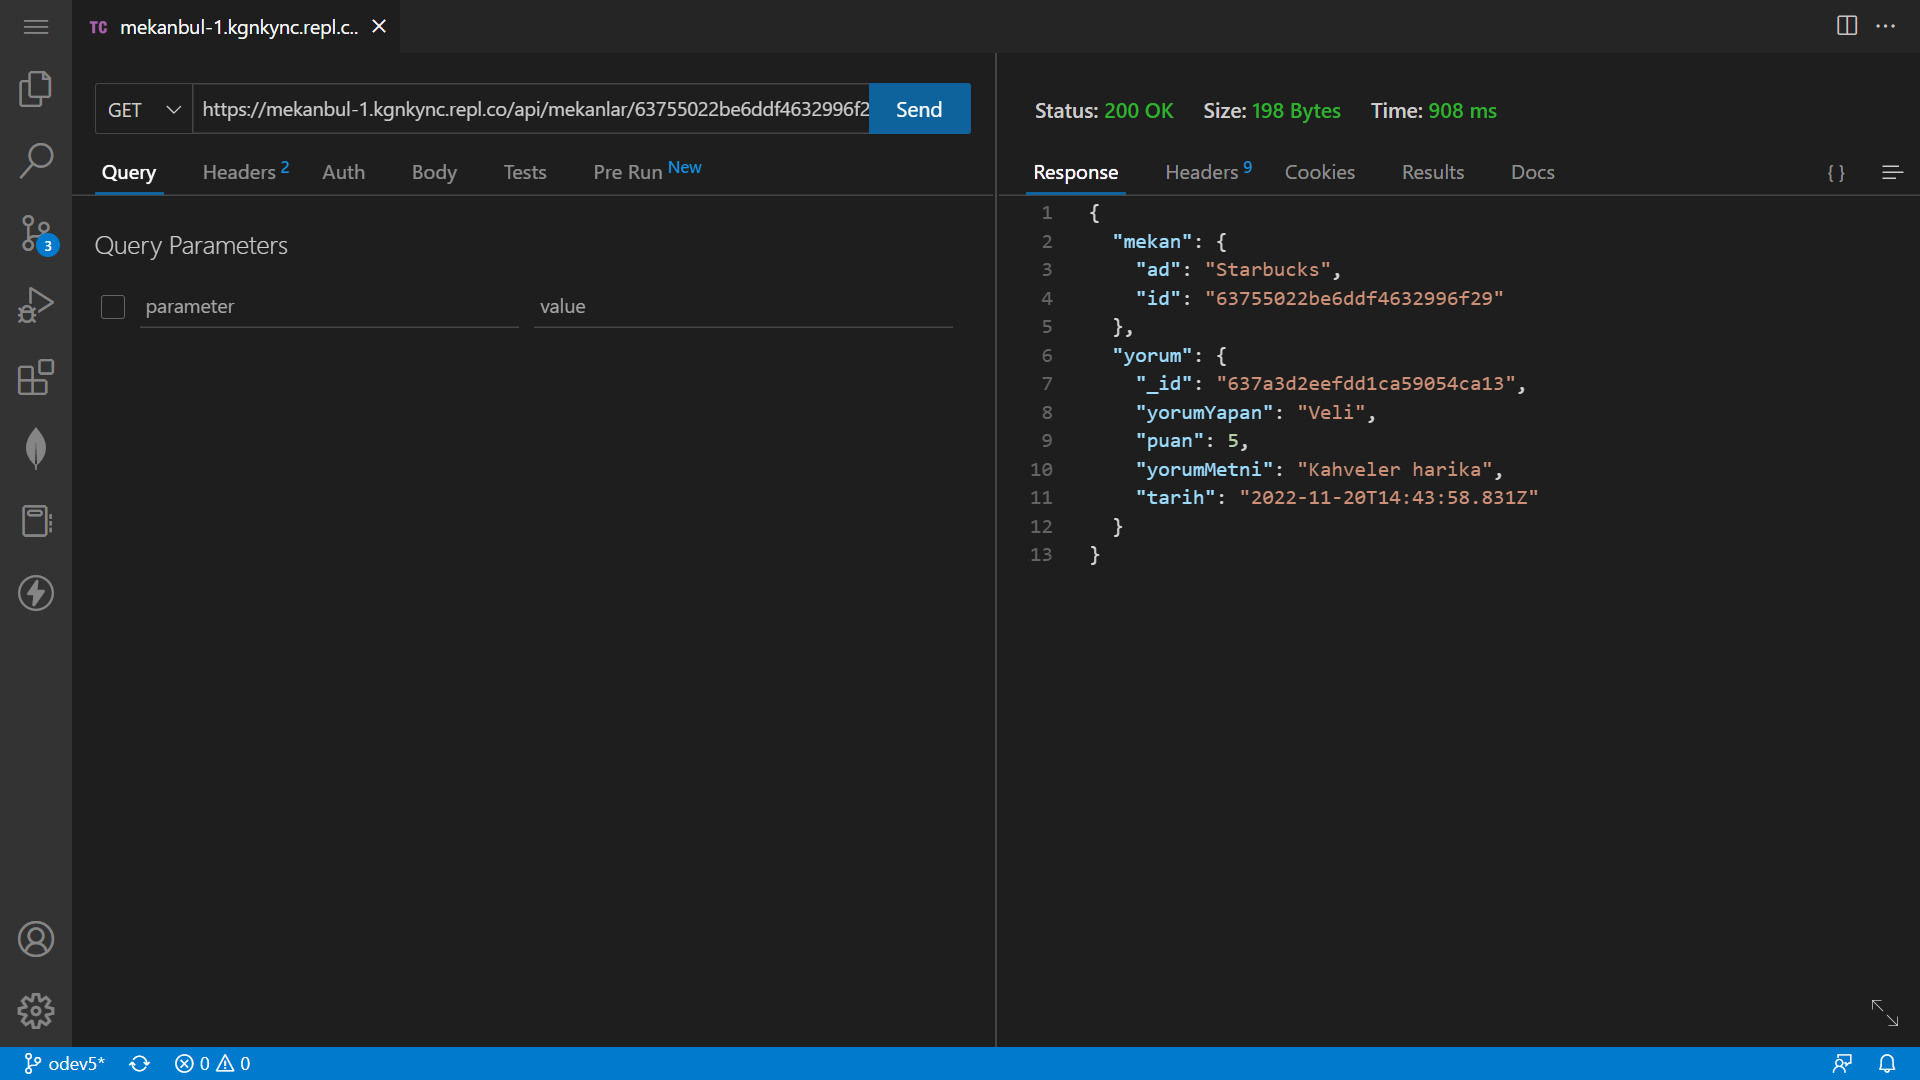 TC mekanbul-1.kgnkync.repl.c..
GET
https://mekanbul-1.kgnkync.repl.co/api/mekanlar/63755022be6ddf4632996f2
Send
Query
Headers 2
Auth
Body
Tests
Pre Run New
Query Parameters
parameter
value
3
Status: 200 OK
Size: 198 Bytes
Time: 908 ms
Response
Headers 9
Cookies
Results
Docs
{ }
1 {
2 "mekan": {
3 "ad": "Starbucks",
4 "id": "63755022be6ddf4632996f29"
5 },
6 "yorum": {
7 "_id": "637a3d2eefdd1ca59054ca13",
8 "yorumYapan": "Veli",
9 "puan": 5,
10 "yorumMetni": "Kahveler harika",
11 "tarih": "2022-11-20T14:43:58.831Z"
12 }
13 }
odev5*
0
0